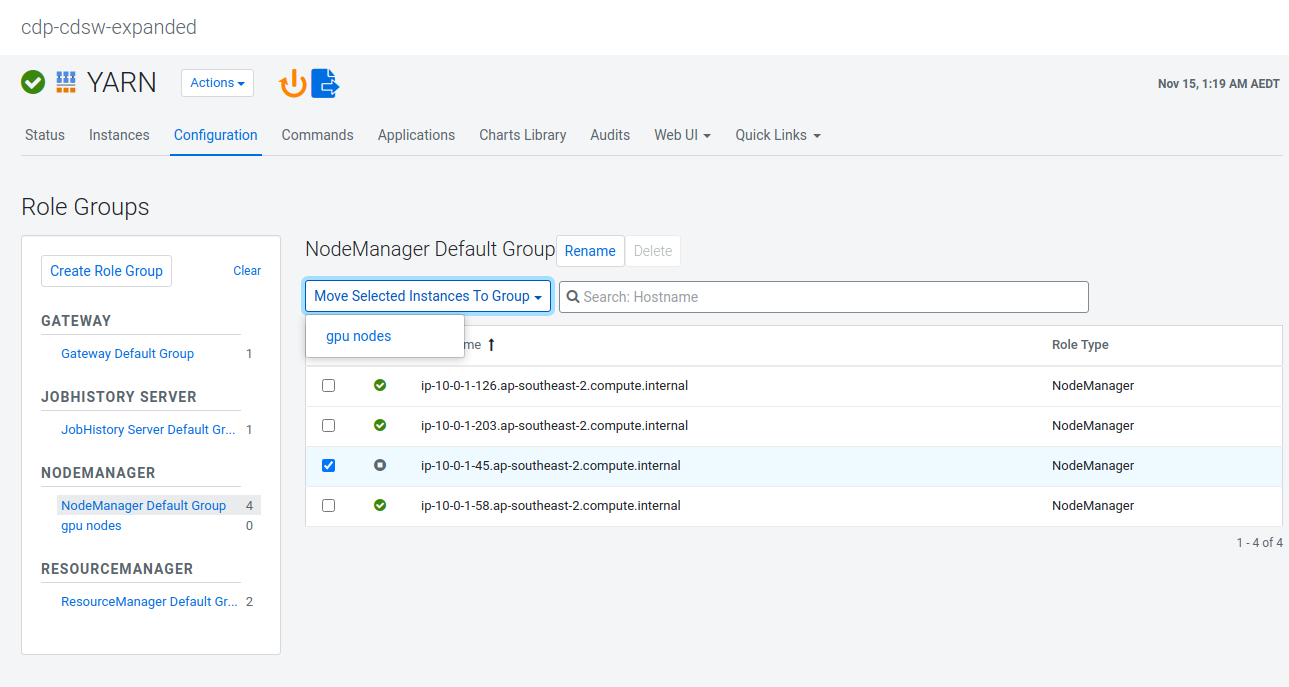 cdp-cdsw-expanded
YARN
Actions
Nov 15, 1:19 AM AEDT
Status Instances Configuration Commands Applications Charts Library Audits Web UI Quick Links
Role Groups
Create Role Group Clear
GATEWAY
Gateway Default Group 1
JOBHISTORY SERVER
JobHistory Server Default Gr... 1
NODEMANAGER
NodeManager Default Group 4
gpu nodes 0
RESOURCEMANAGER
ResourceManager Default Gr... 2
NodeManager Default Group Rename Delete
Move Selected Instances To Group Search: Hostname
gpu nodes
me ↑ Role Type
ip-10-0-1-126.ap-southeast-2.compute.internal NodeManager
ip-10-0-1-203.ap-southeast-2.compute.internal NodeManager
ip-10-0-1-45.ap-southeast-2.compute.internal NodeManager
ip-10-0-1-58.ap-southeast-2.compute.internal NodeManager
1 - 4 of 4